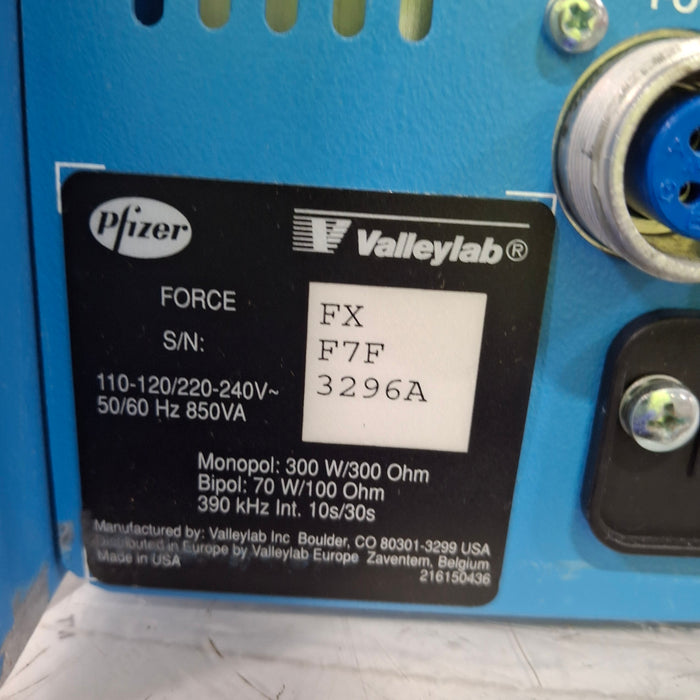 Pfizer
Valleylab®
FORCE FX
S/N: F7F
3296A
110-120/220-240V~
50/60 Hz 850VA
Monopol: 300 W/300 Ohm
Bipol: 70 W/100 Ohm
390 kHz Int. 10s/30s
Manufactured by: Valleylab Inc Boulder, CO 80301-3299 USA
Distributed in Europe by Valleylab Europe Zaventem, Belgium
Made in USA
216150436